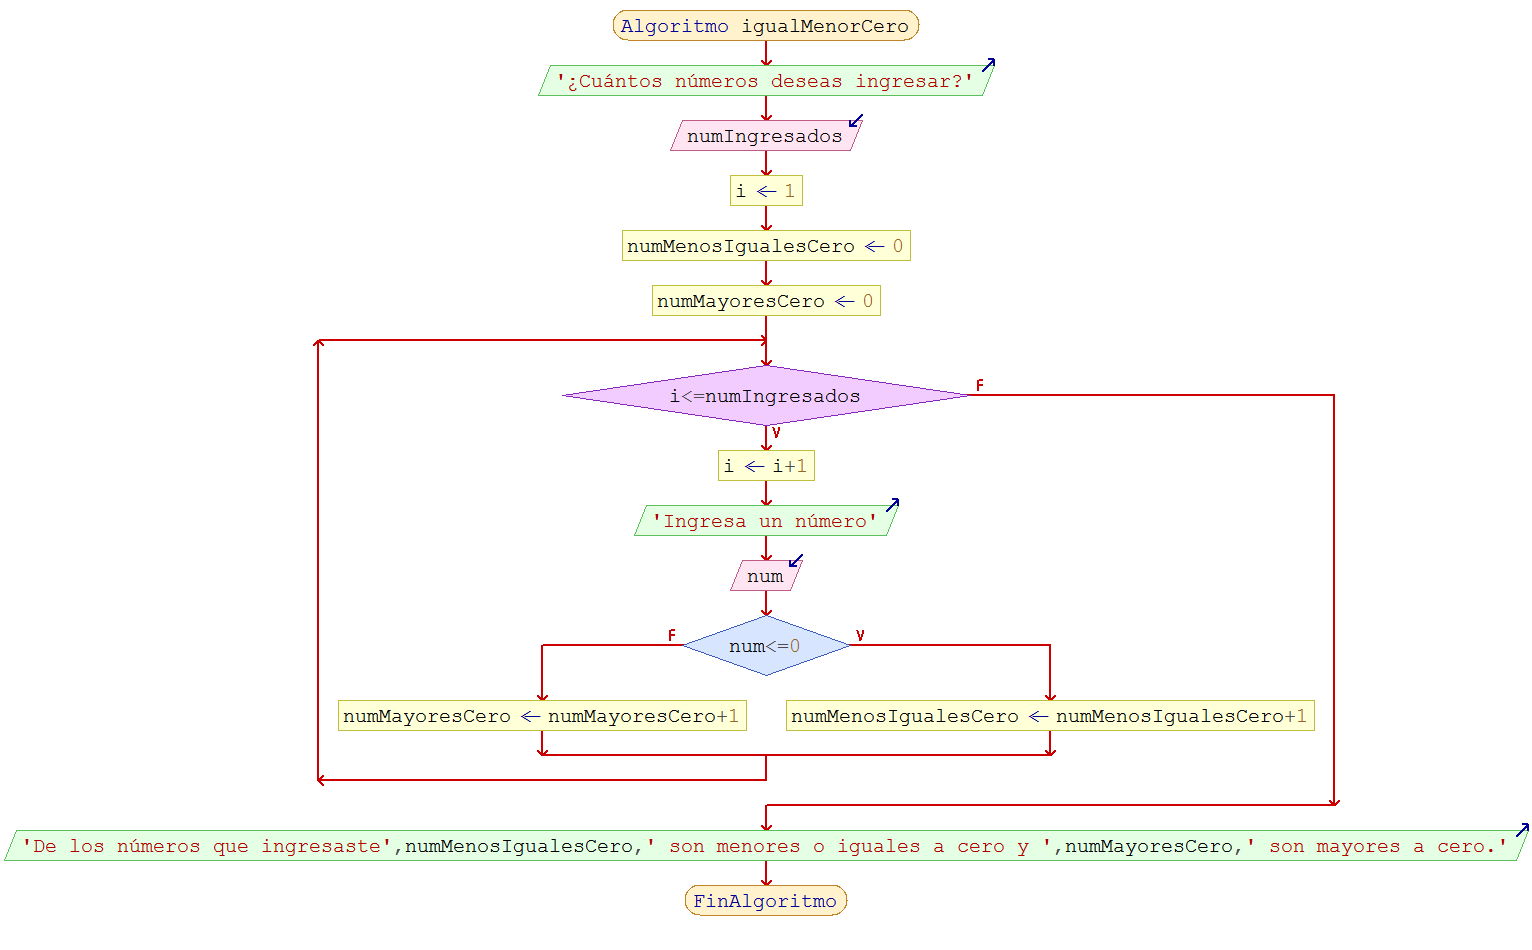 Algoritmo igualMenorCero
'¿Cuántos números deseas ingresar?'
numIngresados
i ← 1
numMenosIgualesCero ← 0
numMayoresCero ← 0
i<=numIngresados
F
V
i ← i+1
'Ingresa un número'
num
F
num<=0
V
numMayoresCero ← numMayoresCero+1
numMenosIgualesCero ← numMenosIgualesCero+1
'De los números que ingresaste',numMenosIgualesCero,' son menores o iguales a cero y ',numMayoresCero,' son mayores a cero.'
FinAlgoritmo